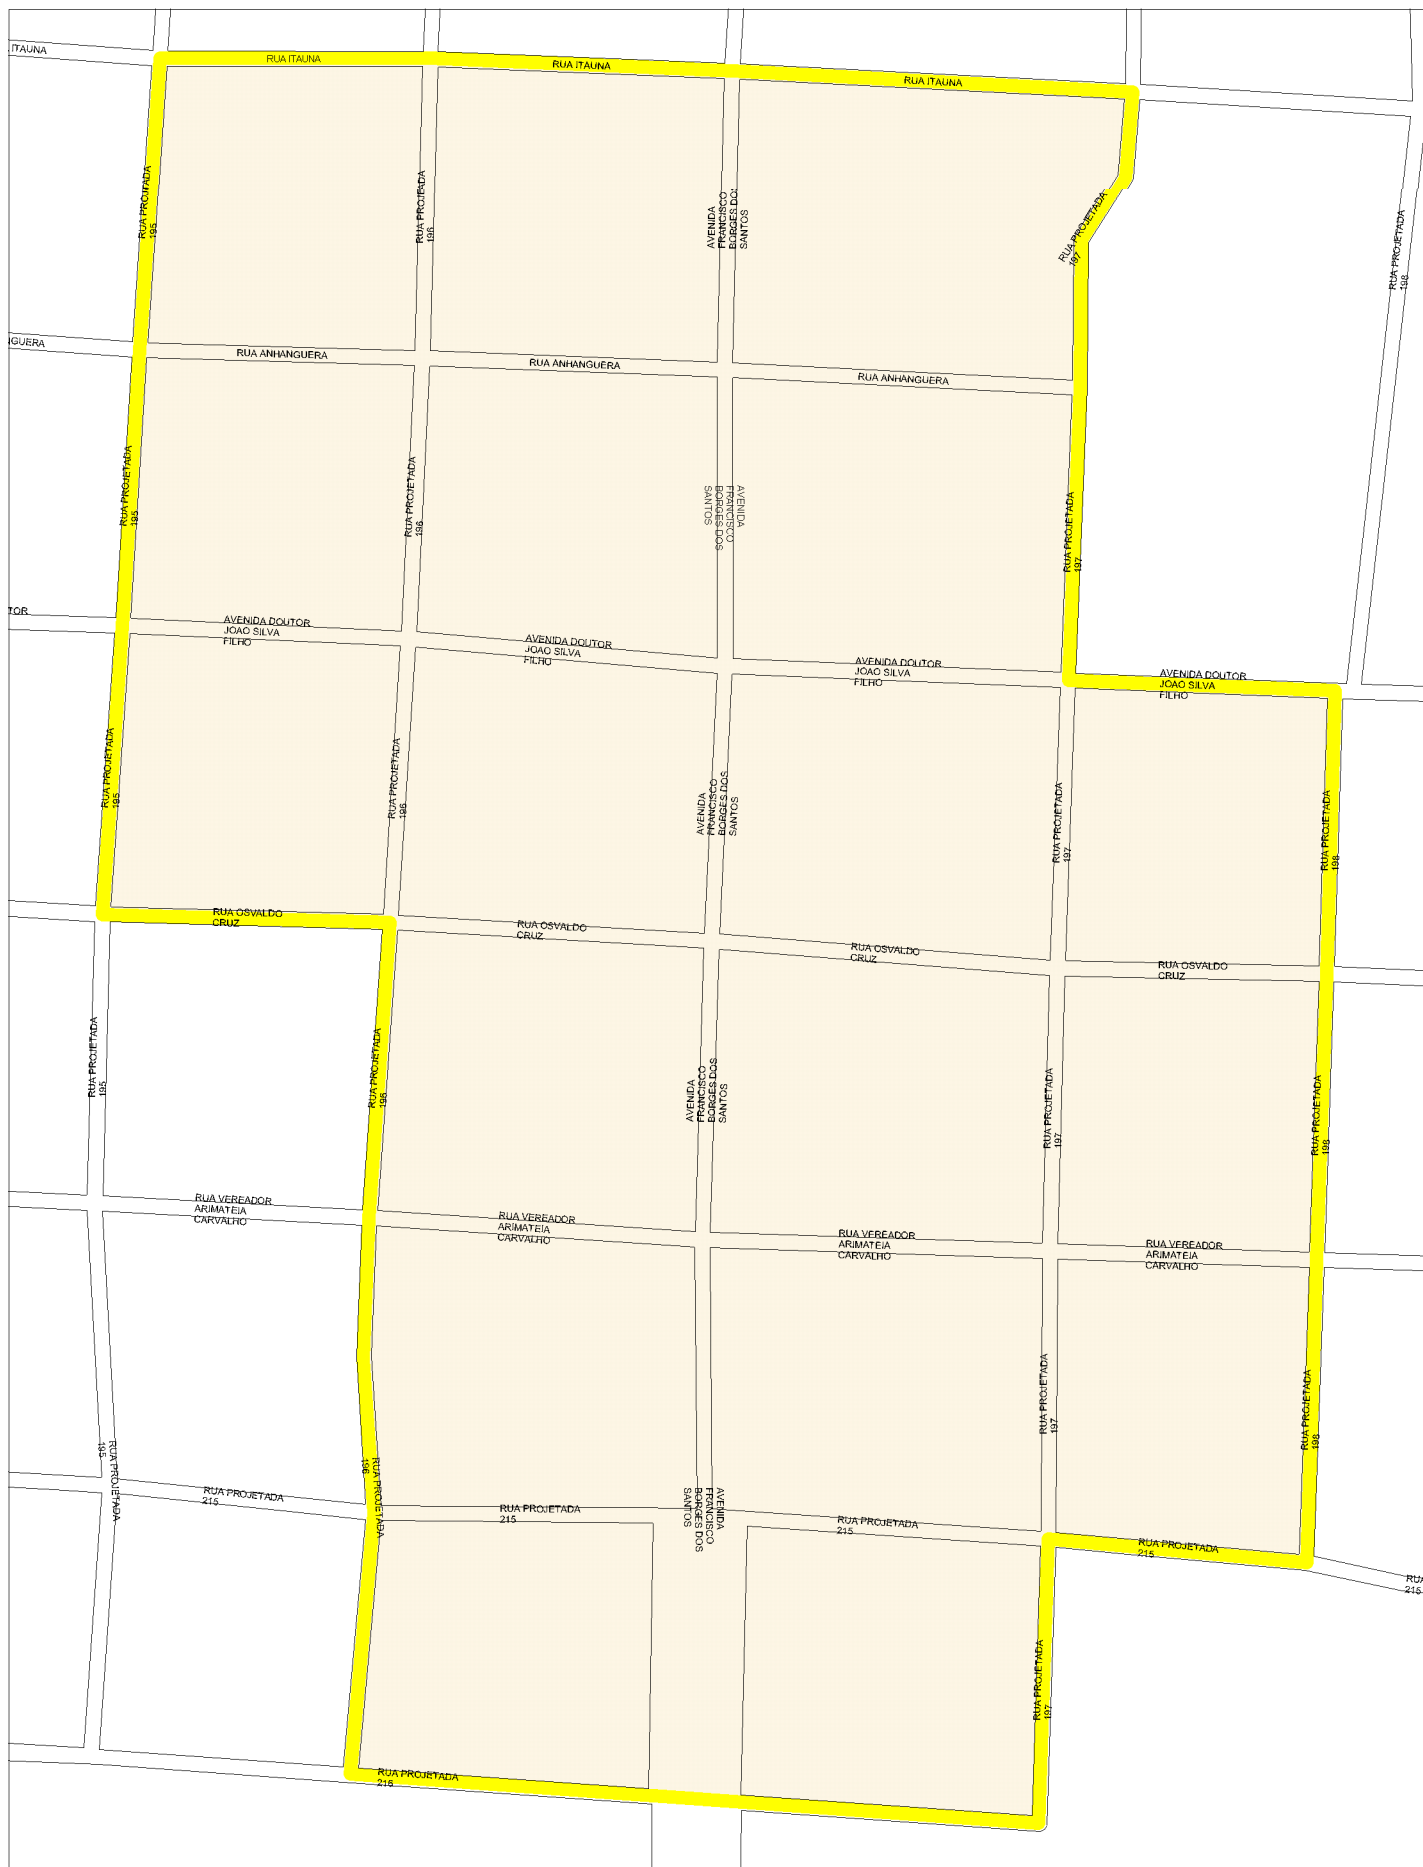 ITAUNA
RUA ITAUNA
RUA ITAUNA
RUA ITAUNA
RUA PROJETADA
195
RUA PROJETADA
196
AVENIDA
FRANCISCO
BORGES DOS
SANTOS
RUA PROJETADA
197
RUA PROJETADA
198
GUERA
RUA ANHANGUERA
RUA ANHANGUERA
RUA ANHANGUERA
RUA PROJETADA
195
RUA PROJETADA
196
AVENIDA
FRANCISCO
BORGES DOS
SANTOS
RUA PROJETADA
197
TOR
AVENIDA DOUTOR
JOAO SILVA
FILHO
AVENIDA DOUTOR
JOAO SILVA
FILHO
AVENIDA DOUTOR
JOAO SILVA
FILHO
AVENIDA DOUTOR
JOAO SILVA
FILHO
RUA PROJETADA
195
RUA PROJETADA
196
AVENIDA
FRANCISCO
BORGES DOS
SANTOS
RUA PROJETADA
197
RUA PROJETADA
198
RUA OSVALDO
CRUZ
RUA OSVALDO
CRUZ
RUA OSVALDO
CRUZ
RUA OSVALDO
CRUZ
RUA PROJETADA
195
RUA PROJETADA
196
AVENIDA
FRANCISCO
BORGES DOS
SANTOS
RUA PROJETADA
197
RUA PROJETADA
198
RUA VEREADOR
ARIMATEIA
CARVALHO
RUA VEREADOR
ARIMATEIA
CARVALHO
RUA VEREADOR
ARIMATEIA
CARVALHO
RUA VEREADOR
ARIMATEIA
CARVALHO
RUA PROJETADA
197
RUA PROJETADA
198
RUA PROJETADA
195
RUA PROJETADA
196
RUA PROJETADA
215
RUA PROJETADA
215
AVENIDA
FRANCISCO
BORGES DOS
SANTOS
RUA PROJETADA
215
RUA PROJETADA
215
RUA
215
RUA PROJETADA
197
RUA PROJETADA
216